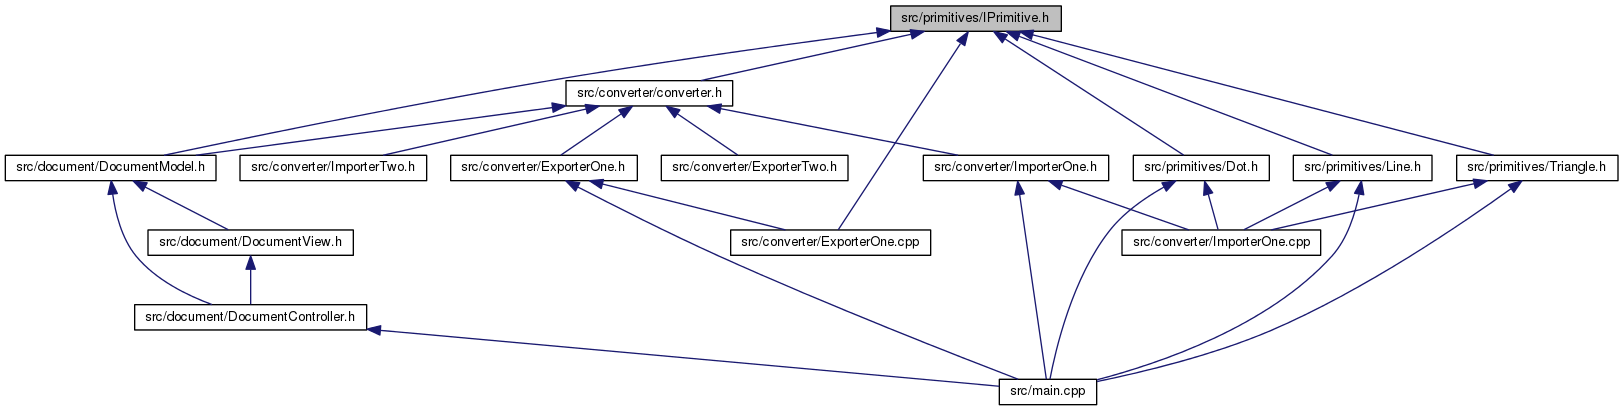 src/primitives/IPrimitive.h
src/converter/converter.h
src/document/DocumentModel.h
src/converter/ImporterTwo.h
src/converter/ExporterOne.h
src/converter/ExporterTwo.h
src/converter/ImporterOne.h
src/primitives/Dot.h
src/primitives/Line.h
src/primitives/Triangle.h
src/document/DocumentView.h
src/converter/ExporterOne.cpp
src/converter/ImporterOne.cpp
src/document/DocumentController.h
src/main.cpp